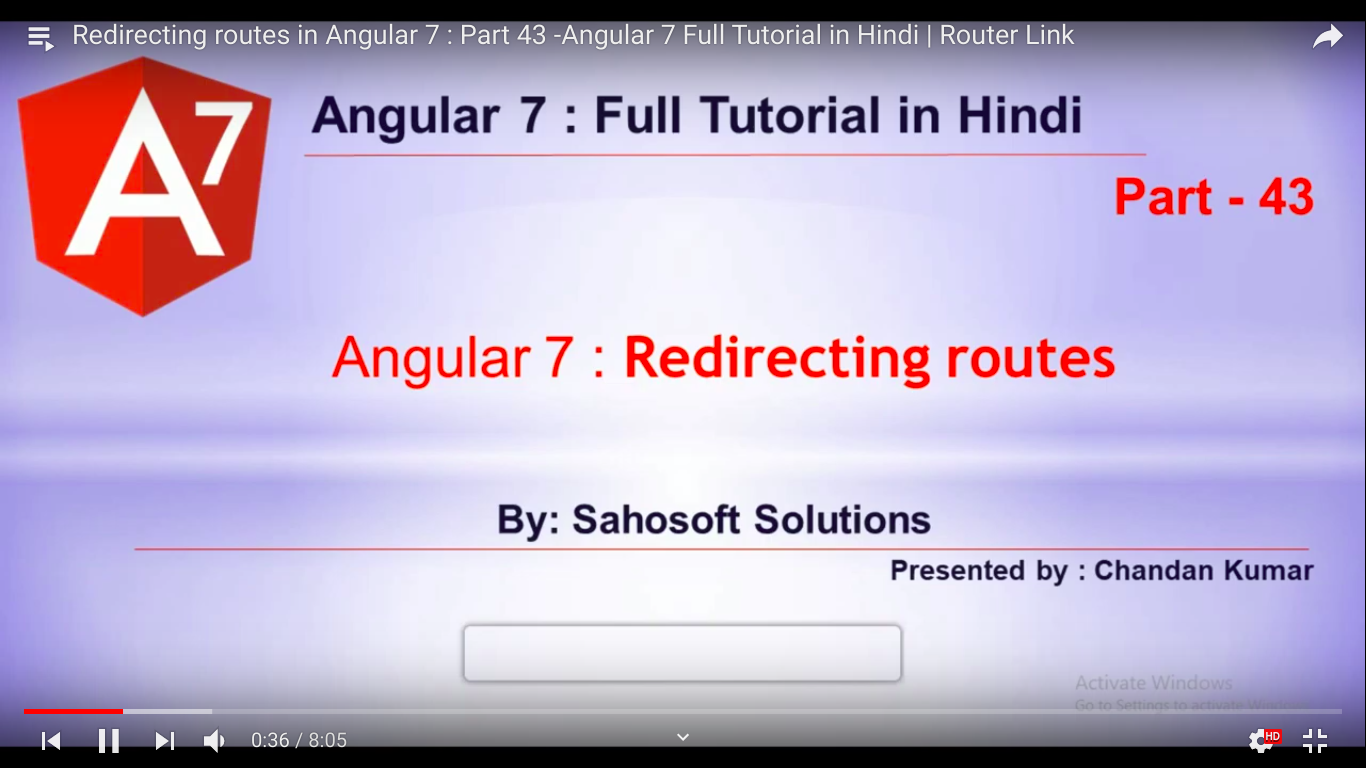 Redirecting routes in Angular 7 : Part 43 -Angular 7 Full Tutorial in Hindi | Router Link
A7
Angular 7 : Full Tutorial in Hindi
Part - 43
Angular 7 : Redirecting routes
By: Sahosoft Solutions
Presented by : Chandan Kumar
Activate Windows
Go to Settings to activate Windows.
0:36 / 8:05
HD